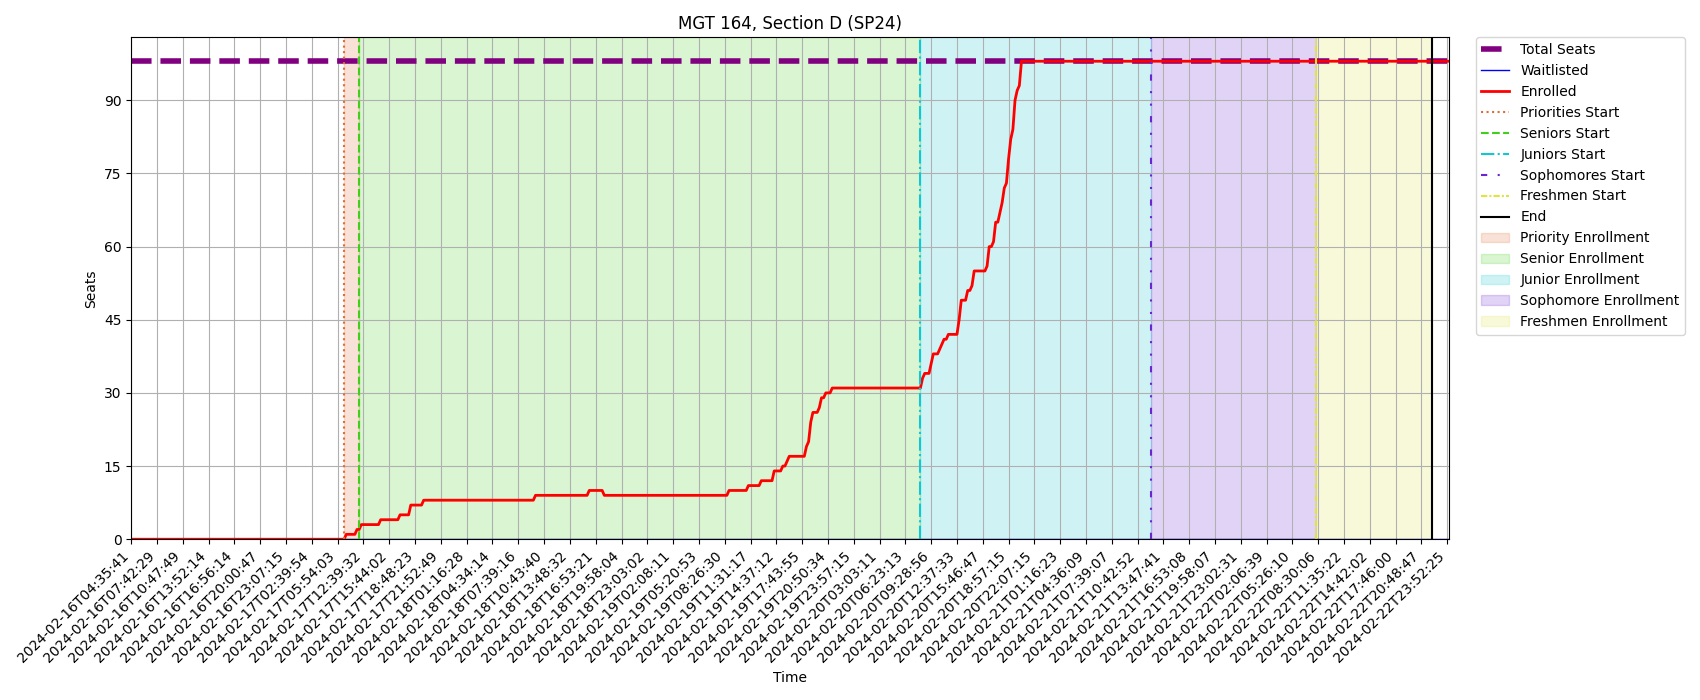 MGT 164, Section D (SP24)
Total Seats
Waitlisted
Enrolled
Priorities Start
Seniors Start
Juniors Start
Sophomores Start
Freshmen Start
End
Priority Enrollment
Senior Enrollment
Junior Enrollment
Sophomore Enrollment
Freshmen Enrollment
Seats
90
75
60
45
30
15
0
2024-02-16T04:35:41
2024-02-16T07:42:29
2024-02-16T10:47:49
2024-02-16T13:52:14
2024-02-16T16:56:14
2024-02-16T20:00:47
2024-02-16T23:07:15
2024-02-17T02:39:54
2024-02-17T05:54:03
2024-02-17T12:39:32
2024-02-17T15:44:02
2024-02-17T18:48:23
2024-02-17T21:52:49
2024-02-18T01:16:28
2024-02-18T04:34:14
2024-02-18T07:39:16
2024-02-18T10:43:40
2024-02-18T13:48:32
2024-02-18T16:53:21
2024-02-18T19:58:04
2024-02-18T23:03:02
2024-02-19T02:08:11
2024-02-19T05:20:53
2024-02-19T08:26:30
2024-02-19T11:31:17
2024-02-19T14:37:12
2024-02-19T17:43:55
2024-02-19T20:50:34
2024-02-19T23:57:15
2024-02-20T03:03:11
2024-02-20T06:23:13
2024-02-20T09:28:56
2024-02-20T12:37:33
2024-02-20T15:46:47
2024-02-20T18:57:15
2024-02-20T22:07:15
2024-02-21T01:16:23
2024-02-21T04:36:09
2024-02-21T07:39:07
2024-02-21T10:42:52
2024-02-21T13:47:41
2024-02-21T16:53:08
2024-02-21T19:58:07
2024-02-21T23:02:31
2024-02-22T02:06:39
2024-02-22T05:26:10
2024-02-22T08:30:06
2024-02-22T11:35:22
2024-02-22T14:42:02
2024-02-22T17:46:00
2024-02-22T20:48:47
2024-02-22T23:52:25
Time